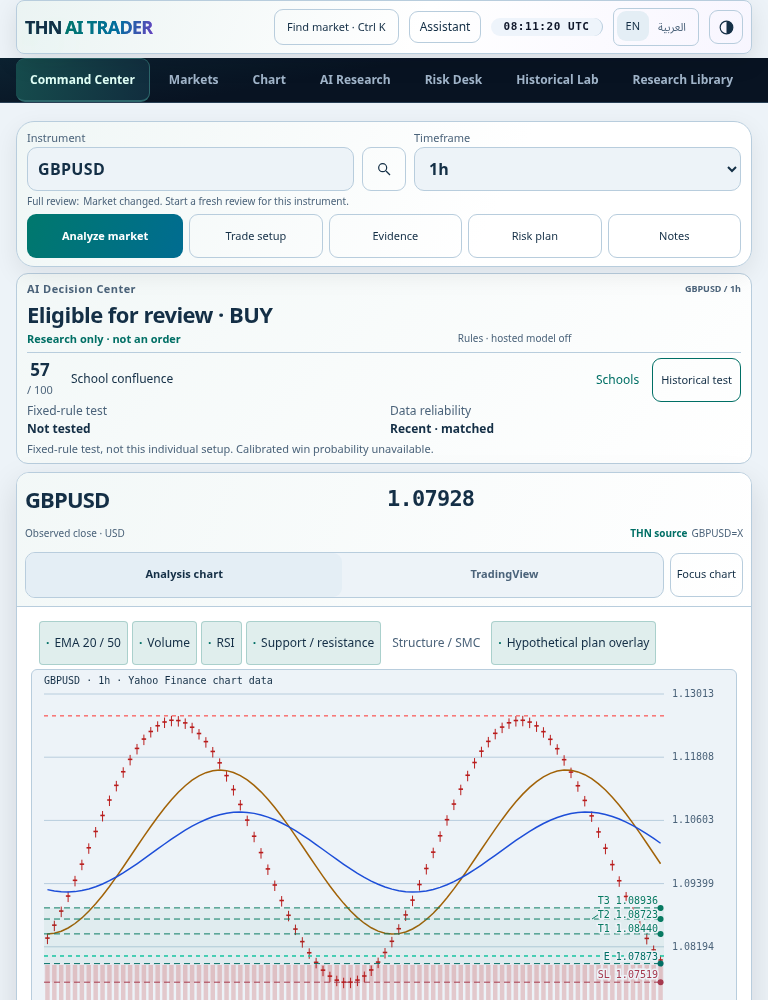 THN AI TRADER
Find market · Ctrl K
Assistant
08:11:20 UTC
EN
العربية
Command Center
Markets
Chart
AI Research
Risk Desk
Historical Lab
Research Library
Instrument
Timeframe
GBPUSD
1h
Full review: Market changed. Start a fresh review for this instrument.
Analyze market
Trade setup
Evidence
Risk plan
Notes
AI Decision Center
GBPUSD / 1h
Eligible for review · BUY
Research only · not an order
Rules · hosted model off
57
/ 100
School confluence
Schools
Historical test
Fixed-rule test
Data reliability
Not tested
Recent · matched
Fixed-rule test, not this individual setup. Calibrated win probability unavailable.
GBPUSD
1.07928
Observed close · USD
THN source GBPUSD=X
Analysis chart
TradingView
Focus chart
· EMA 20 / 50
· Volume
· RSI
· Support / resistance
Structure / SMC
· Hypothetical plan overlay
GBPUSD · 1h · Yahoo Finance chart data
1.13013
1.11808
1.10603
1.09399
T3 1.08936
T2 1.08723
T1 1.08440
1.08194
E 1.07873
SL 1.07519